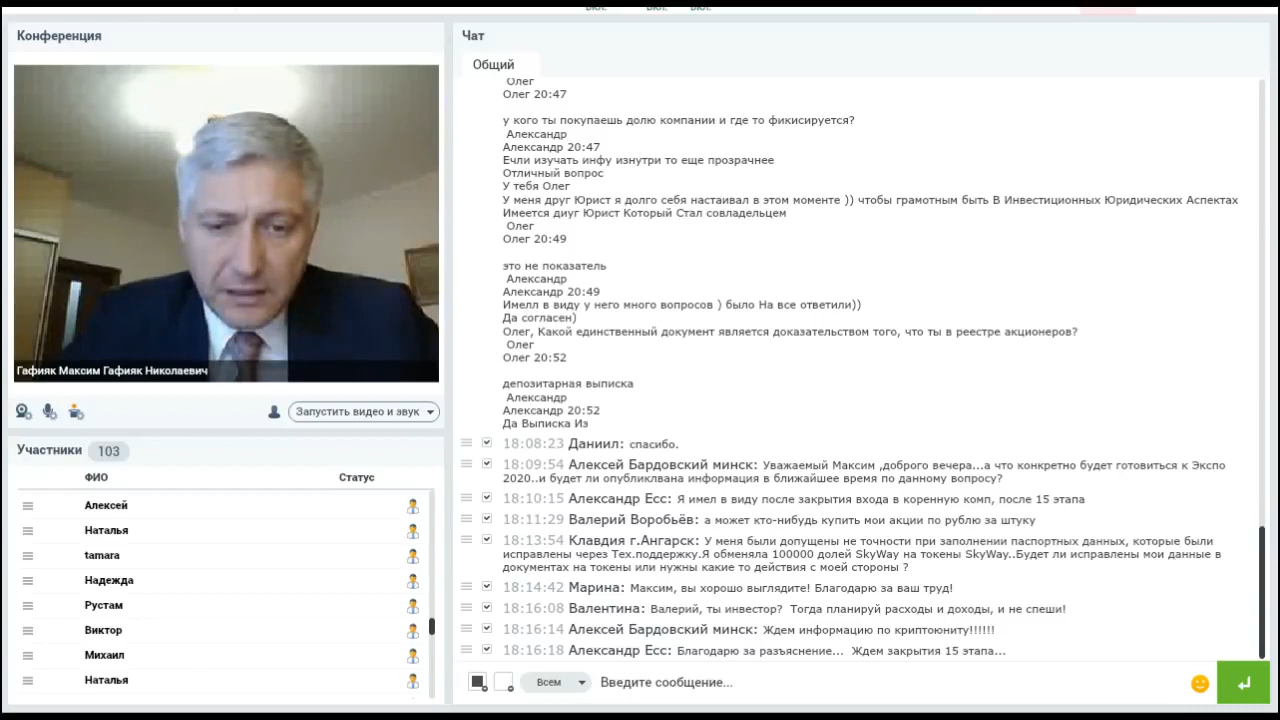 вкл.
вкл.
вкл.
Конференция
Гафияк Максим Гафияк Николаевич
Запустить видео и звук
Участники 103
ФИО Статус
Алексей
Наталья
tamara
Надежда
Рустам
Виктор
Михаил
Наталья
Чат
Общий
Олег
Олег 20:47
у кого ты покупаешь долю компании и где то фикисируется?
Александр
Александр 20:47
Ечли изучать инфу изнутри то еще прозрачнее
Отличный вопрос
У тебя Олег
У меня друг Юрист я долго себя настаивал в этом моменте )) чтобы грамотным быть В Инвестиционных Юридических Аспектах
Имеется диуг Юрист Который Стал совладельцем
Олег
Олег 20:49
это не показатель
Александр
Александр 20:49
Имелл в виду у него много вопросов ) было На все ответили))
Да согласен)
Олег, Какой единственный документ является доказательством того, что ты в реестре акционеров?
Олег
Олег 20:52
депозитарная выписка
Александр
Александр 20:52
Да Выписка Из
18:08:23 Даниил: спасибо.
18:09:54 Алексей Бардовский минск: Уважаемый Максим ,доброго вечера...а что конкретно будет готовиться к Экспо
2020..и будет ли опубликлвана информация в ближайшее время по данному вопросу?
18:10:15 Александр Есс: Я имел в виду после закрытия входа в коренную комп, после 15 этапа
18:11:29 Валерий Воробьёв: а может кто-нибудь купить мои акции по рублю за штуку
18:13:54 Клавдия г.Ангарск: У меня были допущены не точности при заполнении паспортных данных, которые были
исправлены через Тех.поддержку.Я обменяла 100000 долей SkyWay на токены SkyWay..Будет ли исправлены мои данные в
документах на токены или нужны какие то действия с моей стороны ?
18:14:42 Марина: Максим, вы хорошо выглядите! Благодарю за ваш труд!
18:16:08 Валентина: Валерий, ты инвестор? Тогда планируй расходы и доходы, и не спеши!
18:16:14 Алексей Бардовский минск: Ждем информацию по криптоюниту!!!!!!
18:16:18 Александр Есс: Благодарю за разъяснение... Ждем закрытия 15 этапа...
Всем Введите сообщение...